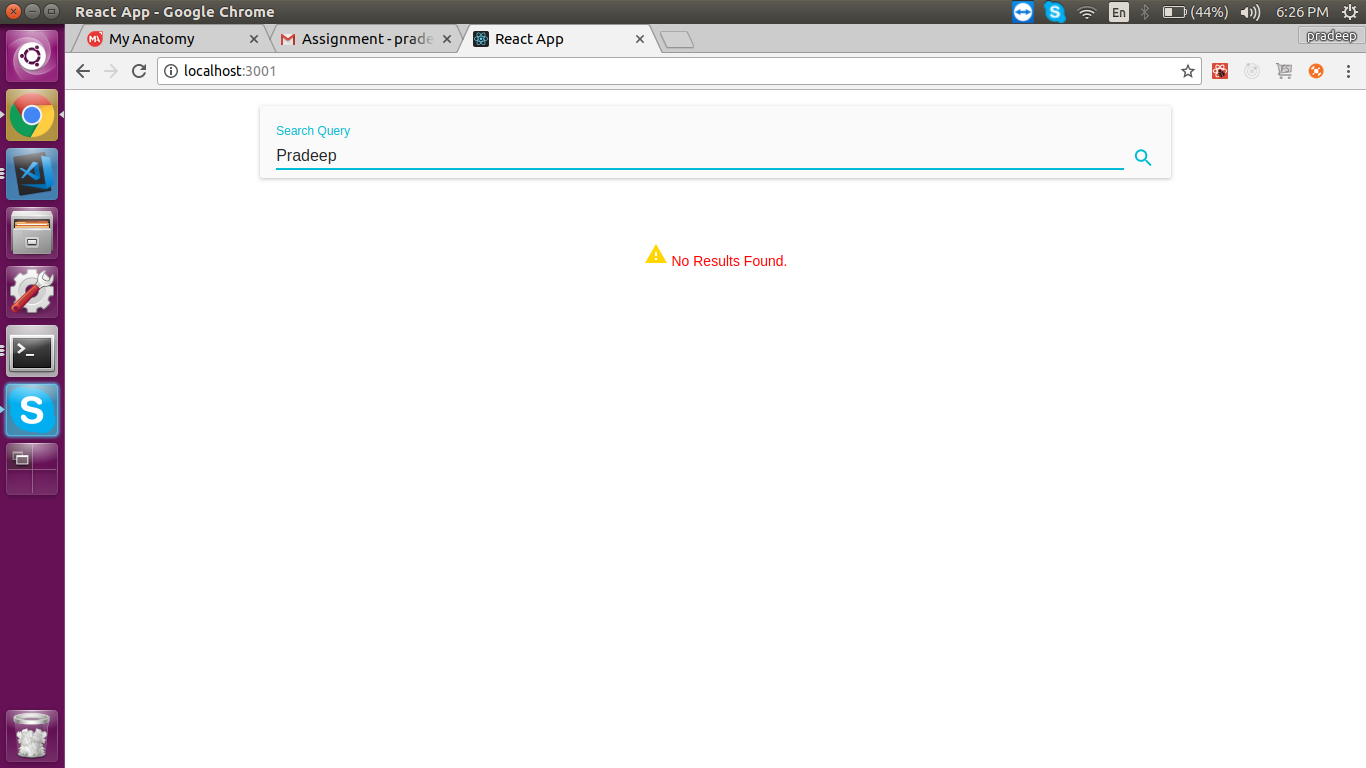 React App - Google Chrome
En
(44%)
6:26 PM
My Anatomy
Assignment - prade
React App
pradeep
localhost:3001
Search Query
Pradeep
No Results Found.